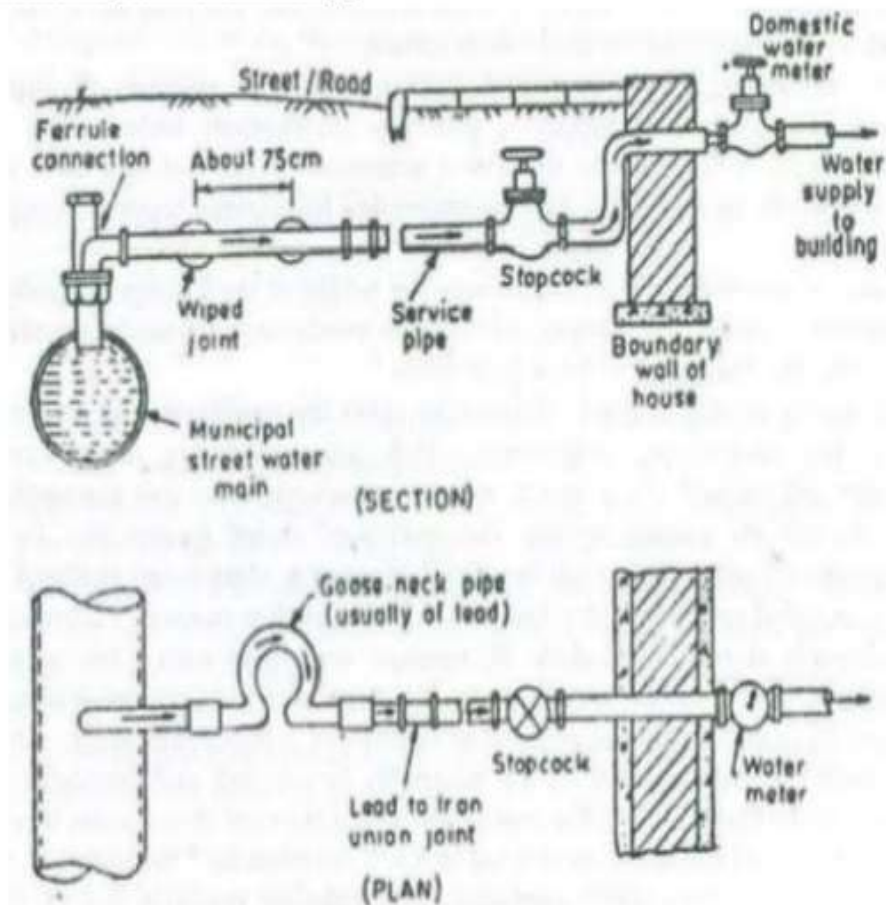 Domestic
water
meter
Street/Road
Ferrule
connection
About 75cm
Water
supply
to
building
Stopcock
Wiped
joint
Service
pipe
Boundary
wall of
house
Municipal
street water
main
(SECTION)
Goose-neck pipe
(usually of lead)
Stopcock
Water
meter
Lead to Iron
union joint
(PLAN)